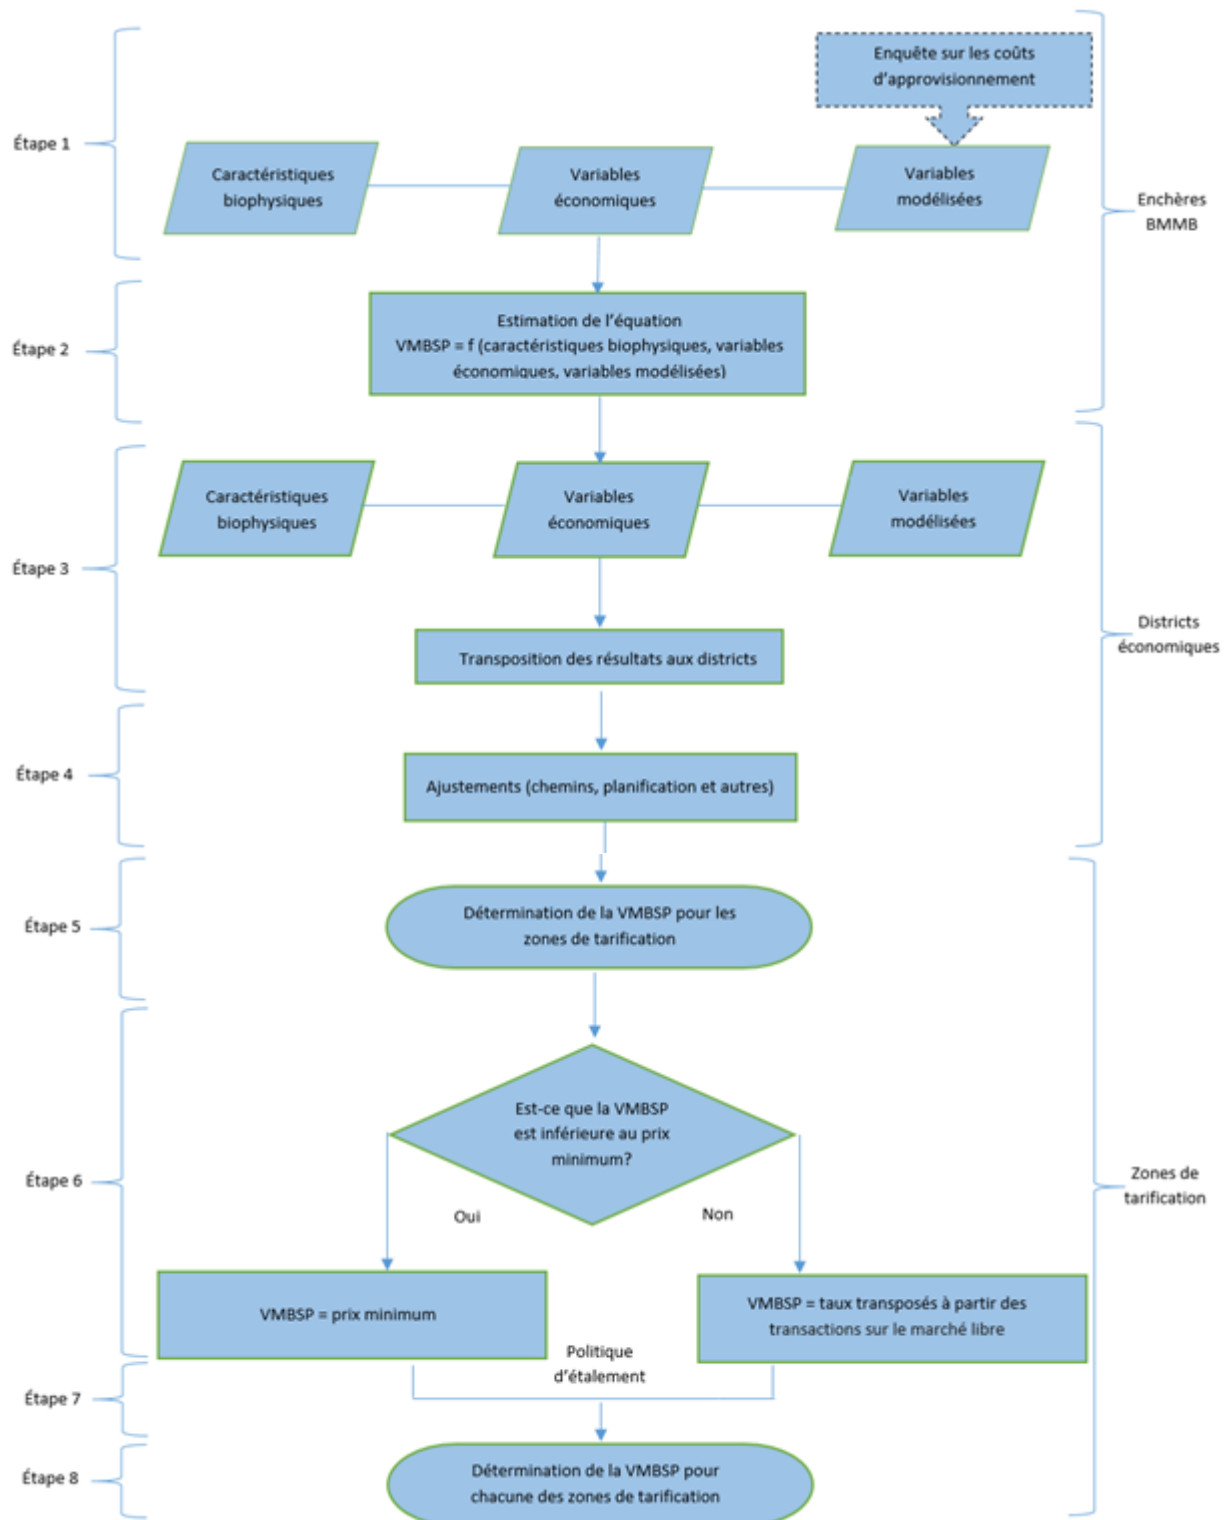 Enquête sur les coûts
d'approvisionnement
Étape 1
Caractéristiques
biophysiques
Variables
économiques
Variables
modélisées
Enchères
BMMB
Étape 2
Estimation de l'équation
VMBSP = f (caractéristiques biophysiques, variables
économiques, variables modélisées)
Étape 3
Caractéristiques
biophysiques
Variables
économiques
Variables
modélisées
Transposition des résultats aux districts
Districts
économiques
Étape 4
Ajustements (chemins, planification et autres)
Étape 5
Détermination de la VMBSP pour les
zones de tarification
Étape 6
Est-ce que la VMBSP
est inférieure au prix
minimum?
Oui
Non
Zones de
tarification
VMBSP = prix minimum
VMBSP = taux transposés à partir des
transactions sur le marché libre
Étape 7
Politique
d'étalement
Étape 8
Détermination de la VMBSP pour
chacune des zones de tarification